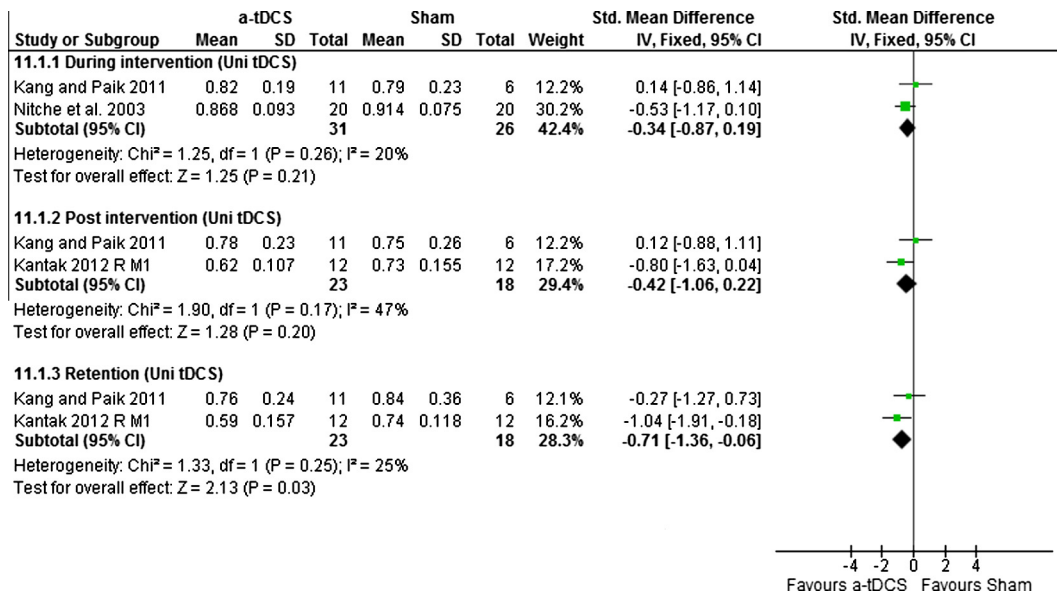 a-tDCS Sham Std. Mean Difference Std. Mean Difference
Study or Subgroup Mean SD Total Mean SD Total Weight IV, Fixed, 95% CI IV, Fixed, 95% CI
11.1.1 During intervention (Uni tDCS)
Kang and Paik 2011 0.82 0.19 11 0.79 0.23 6 12.2% 0.14 [-0.86, 1.14]
Nitche et al. 2003 0.868 0.093 20 0.914 0.075 20 30.2% -0.53 [-1.17, 0.10]
Subtotal (95% CI) 31 26 42.4% -0.34 [-0.87, 0.19]
Heterogeneity: Chi² = 1.25, df = 1 (P = 0.26); I² = 20%
Test for overall effect: Z = 1.25 (P = 0.21)
11.1.2 Post intervention (Uni tDCS)
Kang and Paik 2011 0.78 0.23 11 0.75 0.26 6 12.2% 0.12 [-0.88, 1.11]
Kantak 2012 R M1 0.62 0.107 12 0.73 0.155 12 17.2% -0.80 [-1.63, 0.04]
Subtotal (95% CI) 23 18 29.4% -0.42 [-1.06, 0.22]
Heterogeneity: Chi² = 1.90, df = 1 (P = 0.17); I² = 47%
Test for overall effect: Z = 1.28 (P = 0.20)
11.1.3 Retention (Uni tDCS)
Kang and Paik 2011 0.76 0.24 11 0.84 0.36 6 12.1% -0.27 [-1.27, 0.73]
Kantak 2012 R M1 0.59 0.157 12 0.74 0.118 12 16.2% -1.04 [-1.91, -0.18]
Subtotal (95% CI) 23 18 28.3% -0.71 [-1.36, -0.06]
Heterogeneity: Chi² = 1.33, df = 1 (P = 0.25); I² = 25%
Test for overall effect: Z = 2.13 (P = 0.03)
-4 -2 0 2 4
Favours a-tDCS Favours Sham